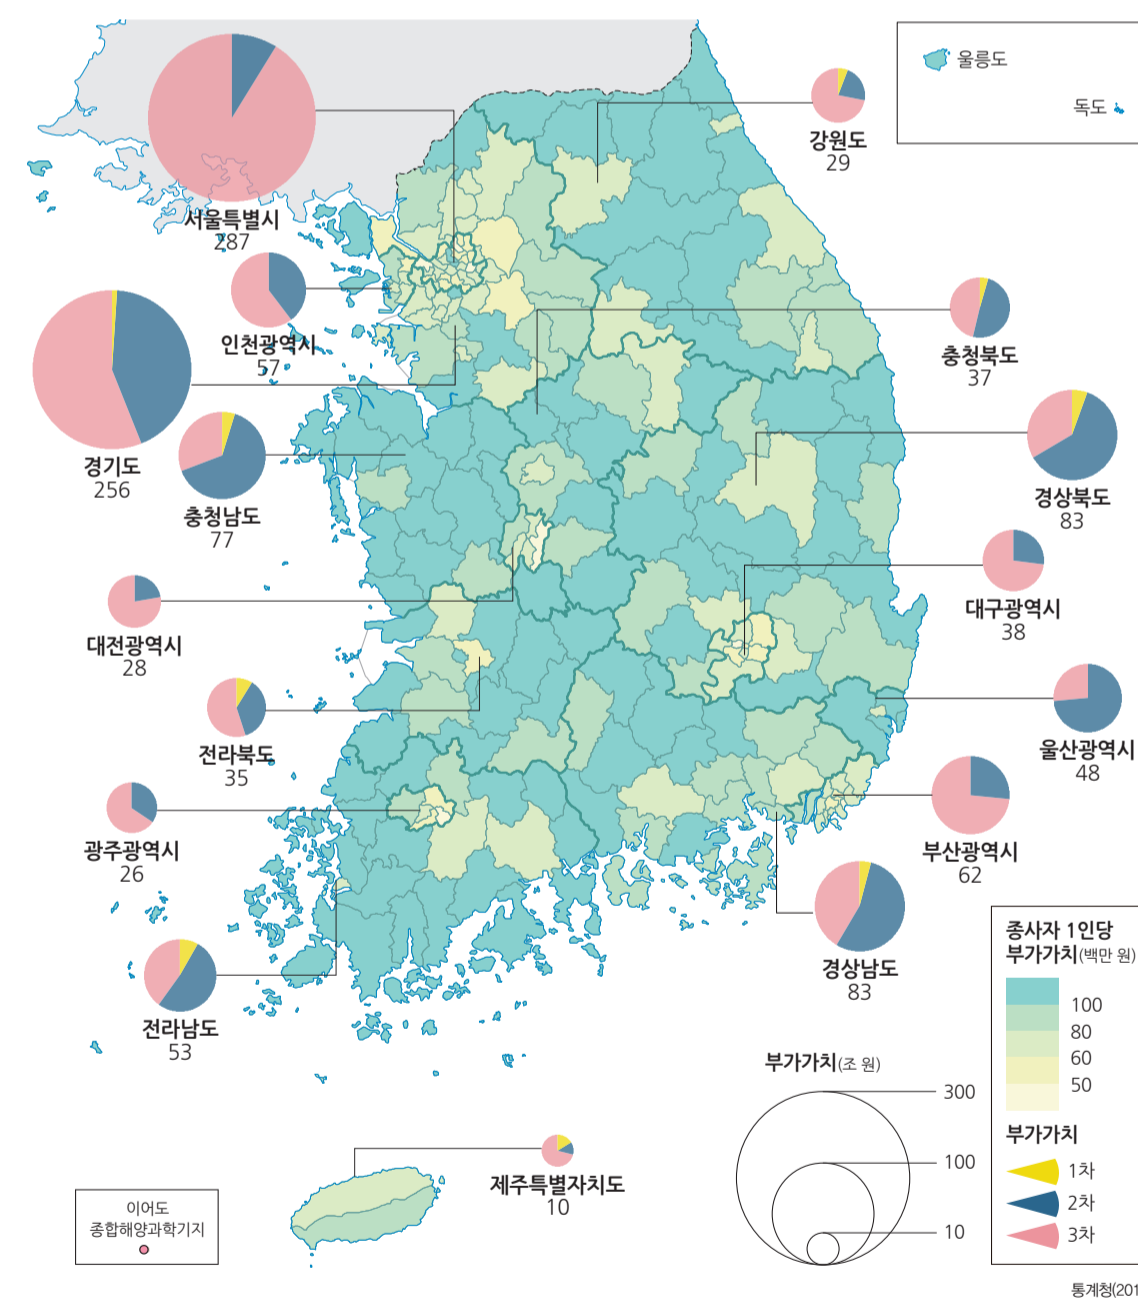 울릉도
독도
강원도
29
서울특별시
287
인천광역시
57
충청북도
37
경기도
256
충청남도
77
경상북도
83
대구광역시
38
대전광역시
28
전라북도
35
울산광역시
48
광주광역시
26
부산광역시
62
경상남도
83
전라남도
53
제주특별자치도
10
이어도
종합해양과학기지
부가가치(조 원)
300
100
10
종사자 1인당
부가가치(백만 원)
100
80
60
50
부가가치
1차
2차
3차
통계청(201